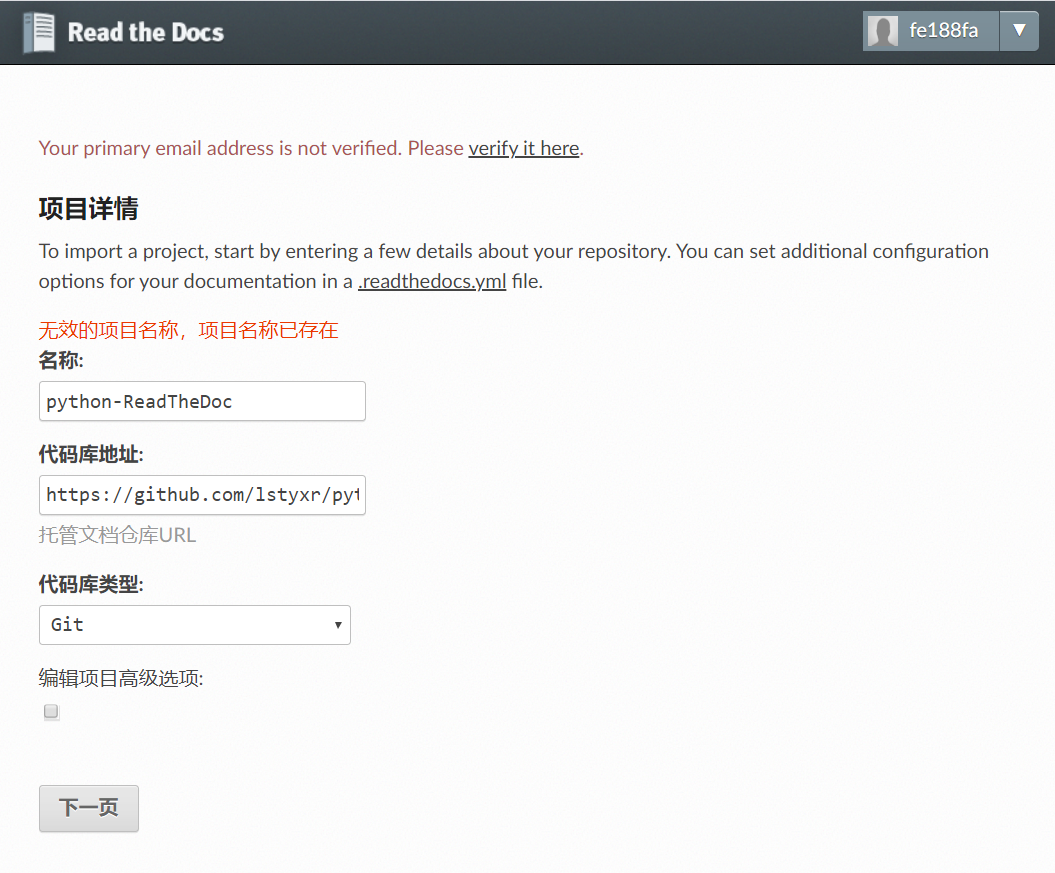 Read the Docs
fe188fa
Your primary email address is not verified. Please verify it here.
项目详情
To import a project, start by entering a few details about your repository. You can set additional configuration
options for your documentation in a .readthedocs.yml file.
无效的项目名称，项目名称已存在
名称:
python-ReadTheDoc
代码库地址:
https://github.com/lstyxr/pyt
托管文档仓库URL
代码库类型:
Git
编辑项目高级选项:
下一页